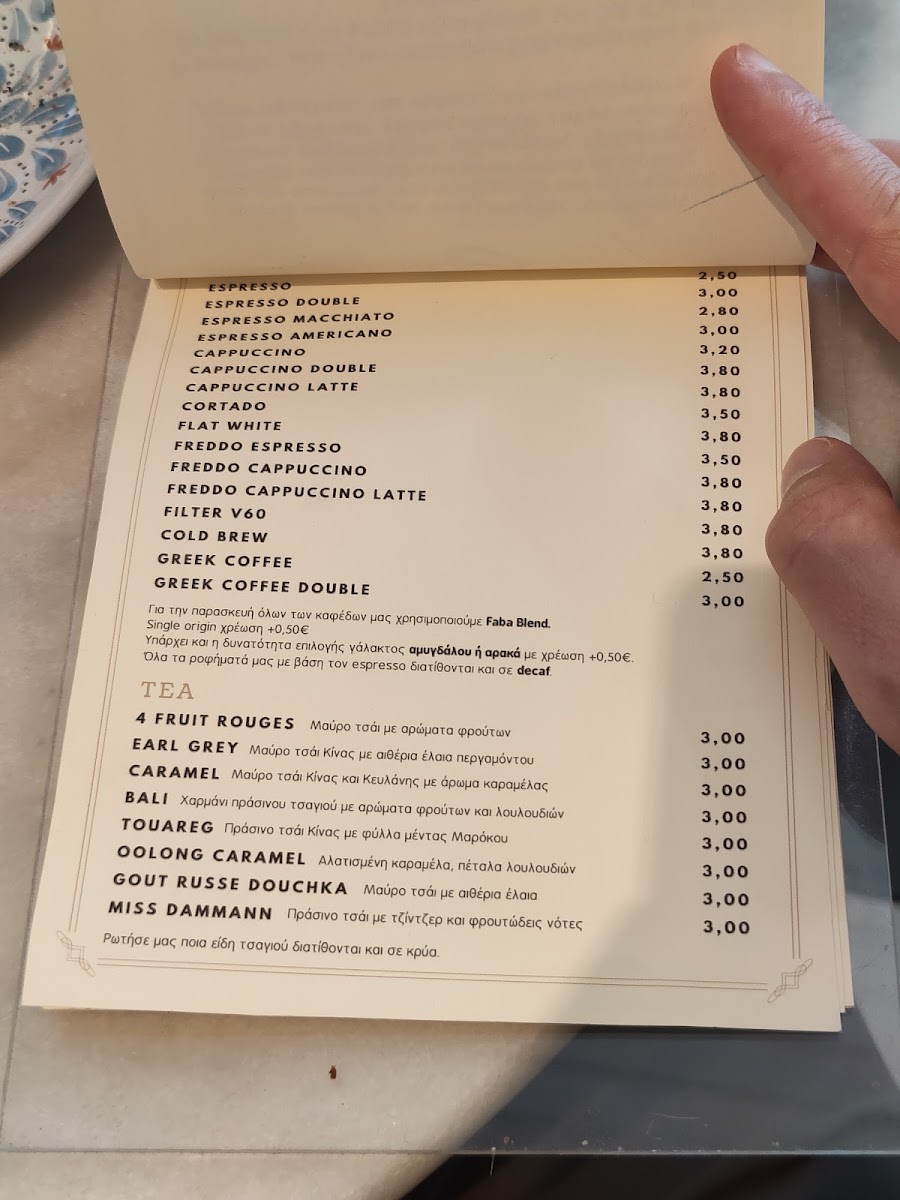 ESPRESSO 2,50
ESPRESSO DOUBLE 3,00
ESPRESSO MACCHIATO 2,80
ESPRESSO AMERICANO 3,00
CAPPUCCINO 3,20
CAPPUCCINO DOUBLE 3,80
CAPPUCCINO LATTE 3,80
CORTADO 3,50
FLAT WHITE 3,80
FREDDO ESPRESSO 3,50
FREDDO CAPPUCCINO 3,80
FREDDO CAPPUCCINO LATTE 3,80
FILTER V60 3,80
COLD BREW 3,80
GREEK COFFEE 2,50
GREEK COFFEE DOUBLE 3,00
Για την παρασκευή όλων των καφέδων μας χρησιμοποιούμε Faba Blend.
Single origin χρέωση +0,50€
Υπάρχει και η δυνατότητα επιλογής γάλακτος αμυγδάλου ή αρακά με χρέωση +0,50€.
Όλα τα ροφήματά μας με βάση τον espresso διατίθονται και σε decaf.
TEA
4 FRUIT ROUGES Μαύρο τσάι με αρώματα φρούτων 3,00
EARL GREY Μαύρο τσάι Κίνας με αιθέρια έλαια περγαμόντου 3,00
CARAMEL Μαύρο τσάι Κίνας και Κευλάνης με άρωμα καραμέλας 3,00
BALI Χαρμάνι πράσινου τσαγιού με αρώματα φρούτων και λουλουδιών 3,00
TOUAREG Πράσινο τσάι Κίνας με φύλλα μέντας Μαρόκου 3,00
OOLONG CARAMEL Αλατισμένη καραμέλα, πέταλα λουλουδιών 3,00
GOUT RUSSE DOUCHKA Μαύρο τσάι με αιθέρια έλαια 3,00
MISS DAMMANN Πράσινο τσάι με τζίντζερ και φρουτώδεις νότες 3,00
Ρωτήσε μας ποια είδη τσαγιού διατίθονται και σε κρύα.